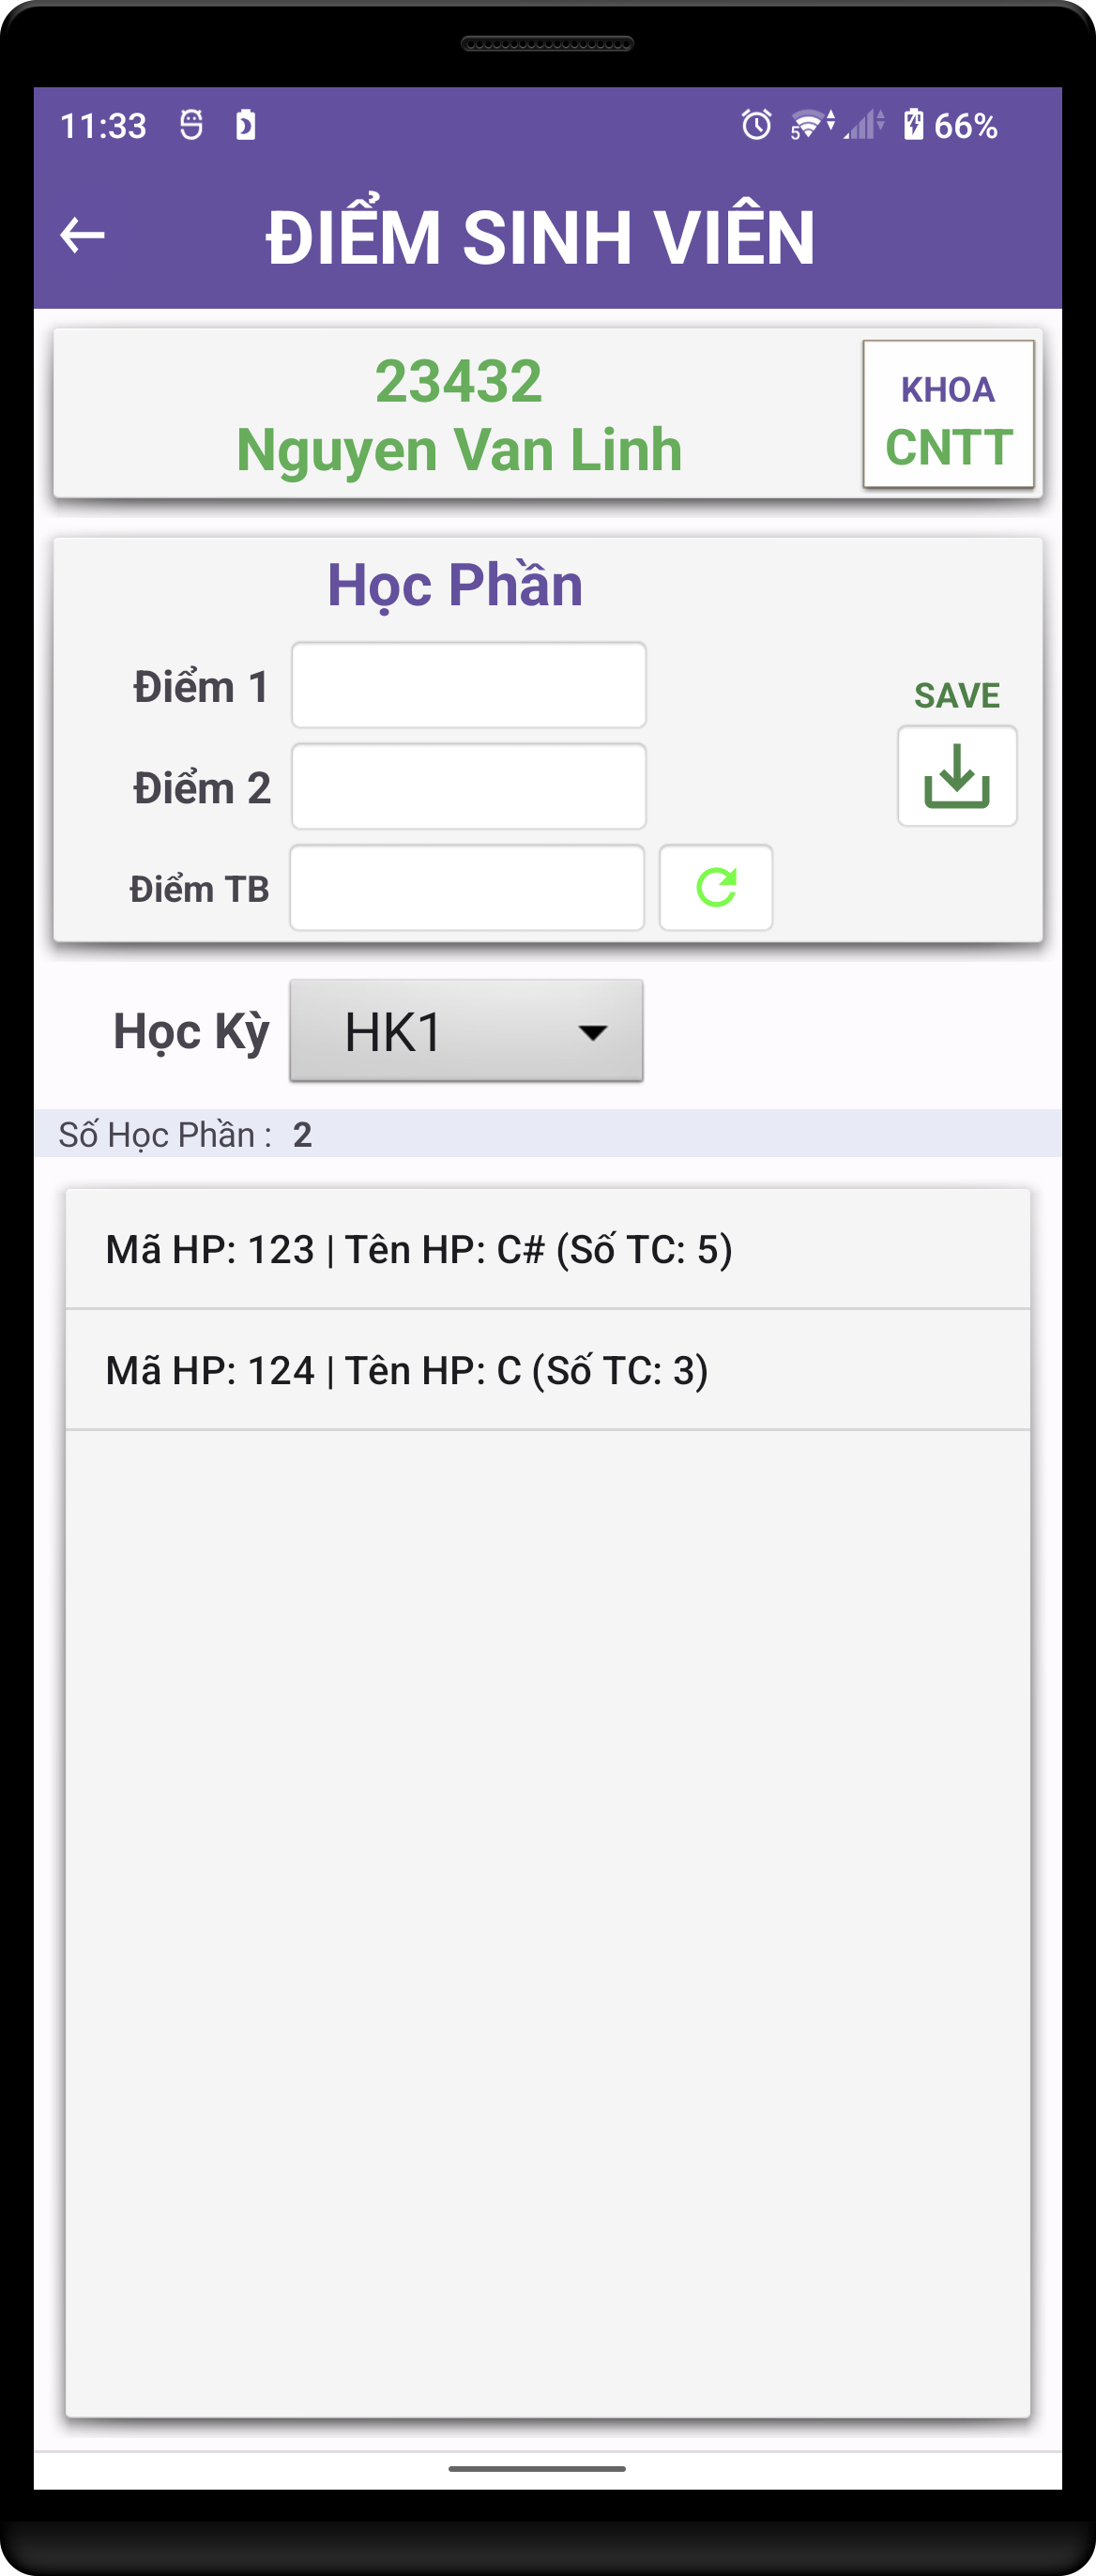 11:33
5
66%
ĐIỂM SINH VIÊN
23432
Nguyen Van Linh
KHOA
CNTT
Học Phần
Điểm 1
Điểm 2
Điểm TB
SAVE
Học Kỳ
HK1
Số Học Phần : 2
Mã HP: 123 | Tên HP: C# (Số TC: 5)
Mã HP: 124 | Tên HP: C (Số TC: 3)